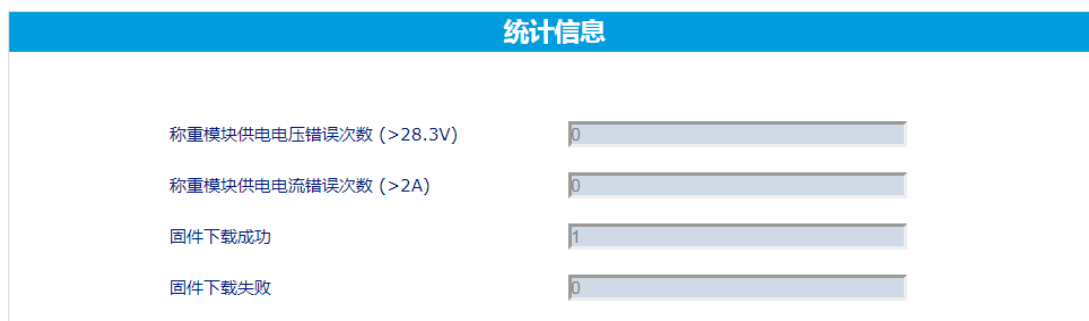 统计信息
称重模块供电电压错误次数 (>28.3V) 0
称重模块供电电流错误次数 (>2A) 0
固件下载成功 1
固件下载失败 0